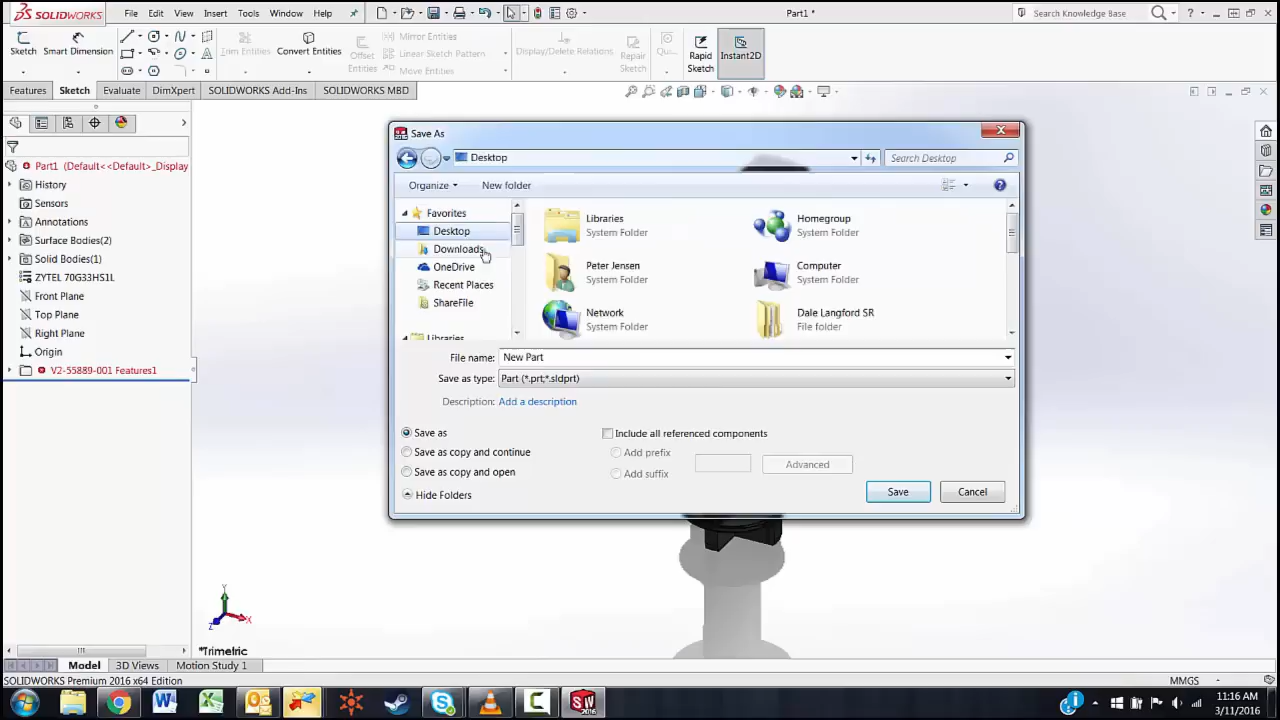 SOLIDWORKS File Edit View Insert Tools Window Help Part1 * Search Knowledge Base ?
Sketch Smart Dimension Trim Entities Convert Entities Offset Entities Mirror Entities Linear Sketch Pattern Move Entities Display/Delete Relations Repair Sketch Qui... Rapid Sketch Instant2D
Features Sketch Evaluate DimXpert SOLIDWORKS Add-Ins SOLIDWORKS MBD
Part1 (Default<<Default>_Display
History
Sensors
Annotations
Surface Bodies(2)
Solid Bodies(1)
ZYTEL 70G33HS1L
Front Plane
Top Plane
Right Plane
Origin
V2-55889-001 Features1
Save As
Desktop
Search Desktop
Organize New folder
Favorites
Desktop
Downloads
OneDrive
Recent Places
ShareFile
Libraries
Libraries
System Folder
Homegroup
System Folder
Peter Jensen
System Folder
Computer
System Folder
Network
System Folder
Dale Langford SR
File folder
File name: New Part
Save as type: Part (*.prt;*.sldprt)
Description: Add a description
Save as
Save as copy and continue
Save as copy and open
Include all referenced components
Add prefix
Add suffix
Advanced
Hide Folders
Save Cancel
Y
X
Z
*Trimetric
Model 3D Views Motion Study 1
SOLIDWORKS Premium 2016 x64 Edition MMGS
SW
2016
11:16 AM
3/11/2016